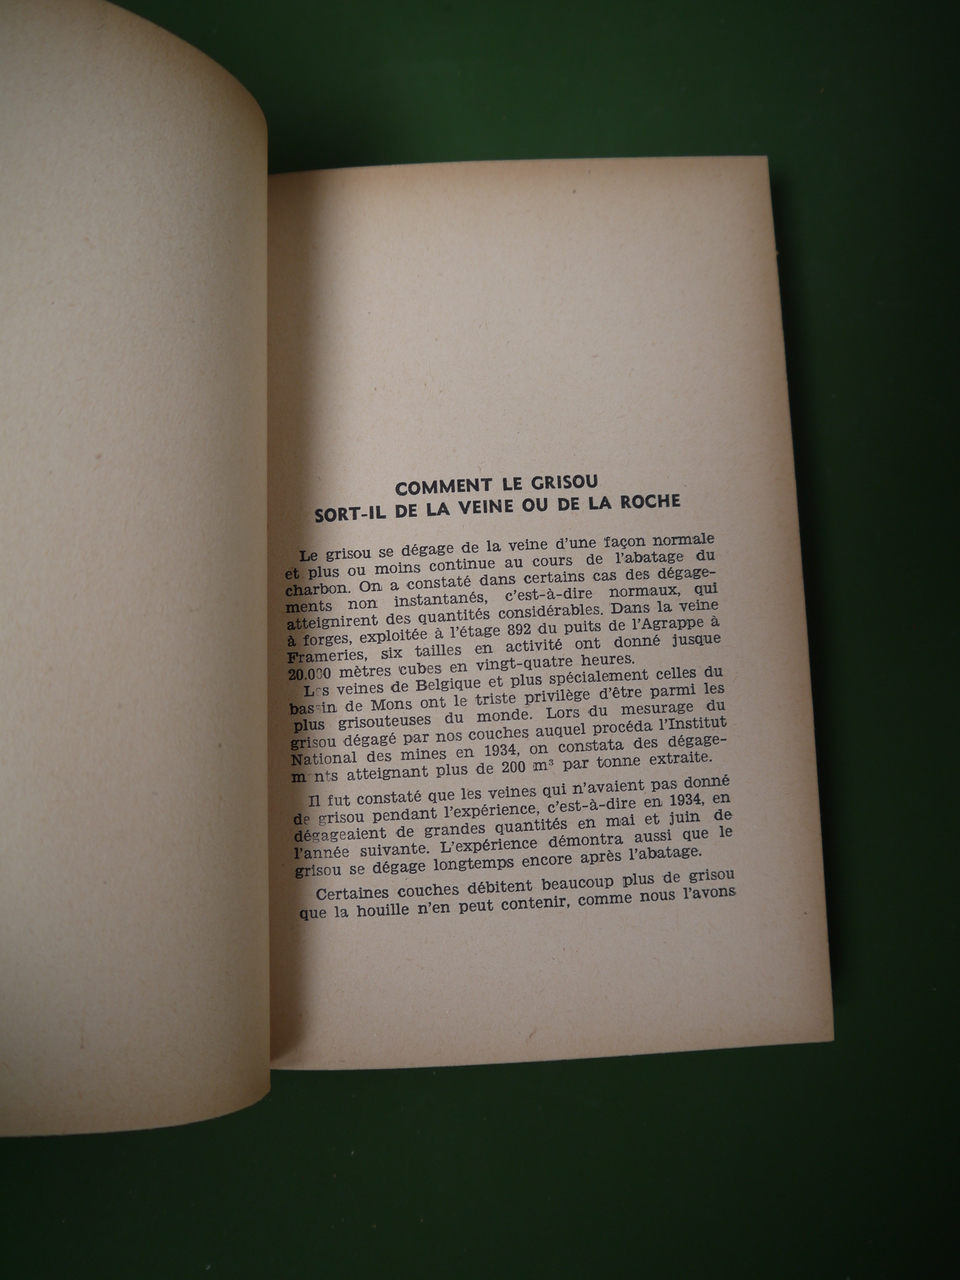 COMMENT LE GRISOU
SORT-IL DE LA VEINE OU DE LA ROCHE
Le grisou se dégage de la veine d'une façon normale
et plus ou moins continue au cours de l'abatage du
charbon. On a constaté dans certains cas des dégage-
ments non instantanés, c'est-à-dire normaux, qui
atteignirent des quantités considérables. Dans la veine
à forges, exploitée à l'étage 892 du puits de l'Agrappe à
Frameries, six tailles en activité ont donné jusque
20.000 mètres cubes en vingt-quatre heures.
Les veines de Belgique et plus spécialement celles du
bassin de Mons ont le triste privilège d'être parmi les
plus grisouteuses du monde. Lors du mesurage du
grisou dégagé par nos couches auquel procéda l'Institut
National des mines en 1934, on constata des dégage-
ments atteignant plus de 200 m³ par tonne extraite.
Il fut constaté que les veines qui n'avaient pas donné
de grisou pendant l'expérience, c'est-à-dire en 1934, en
dégageaient de grandes quantités en mai et juin de
l'année suivante. L'expérience démontra aussi que le
grisou se dégage longtemps encore après l'abatage.
Certaines couches débitent beaucoup plus de grisou
que la houille n'en peut contenir, comme nous l'avons